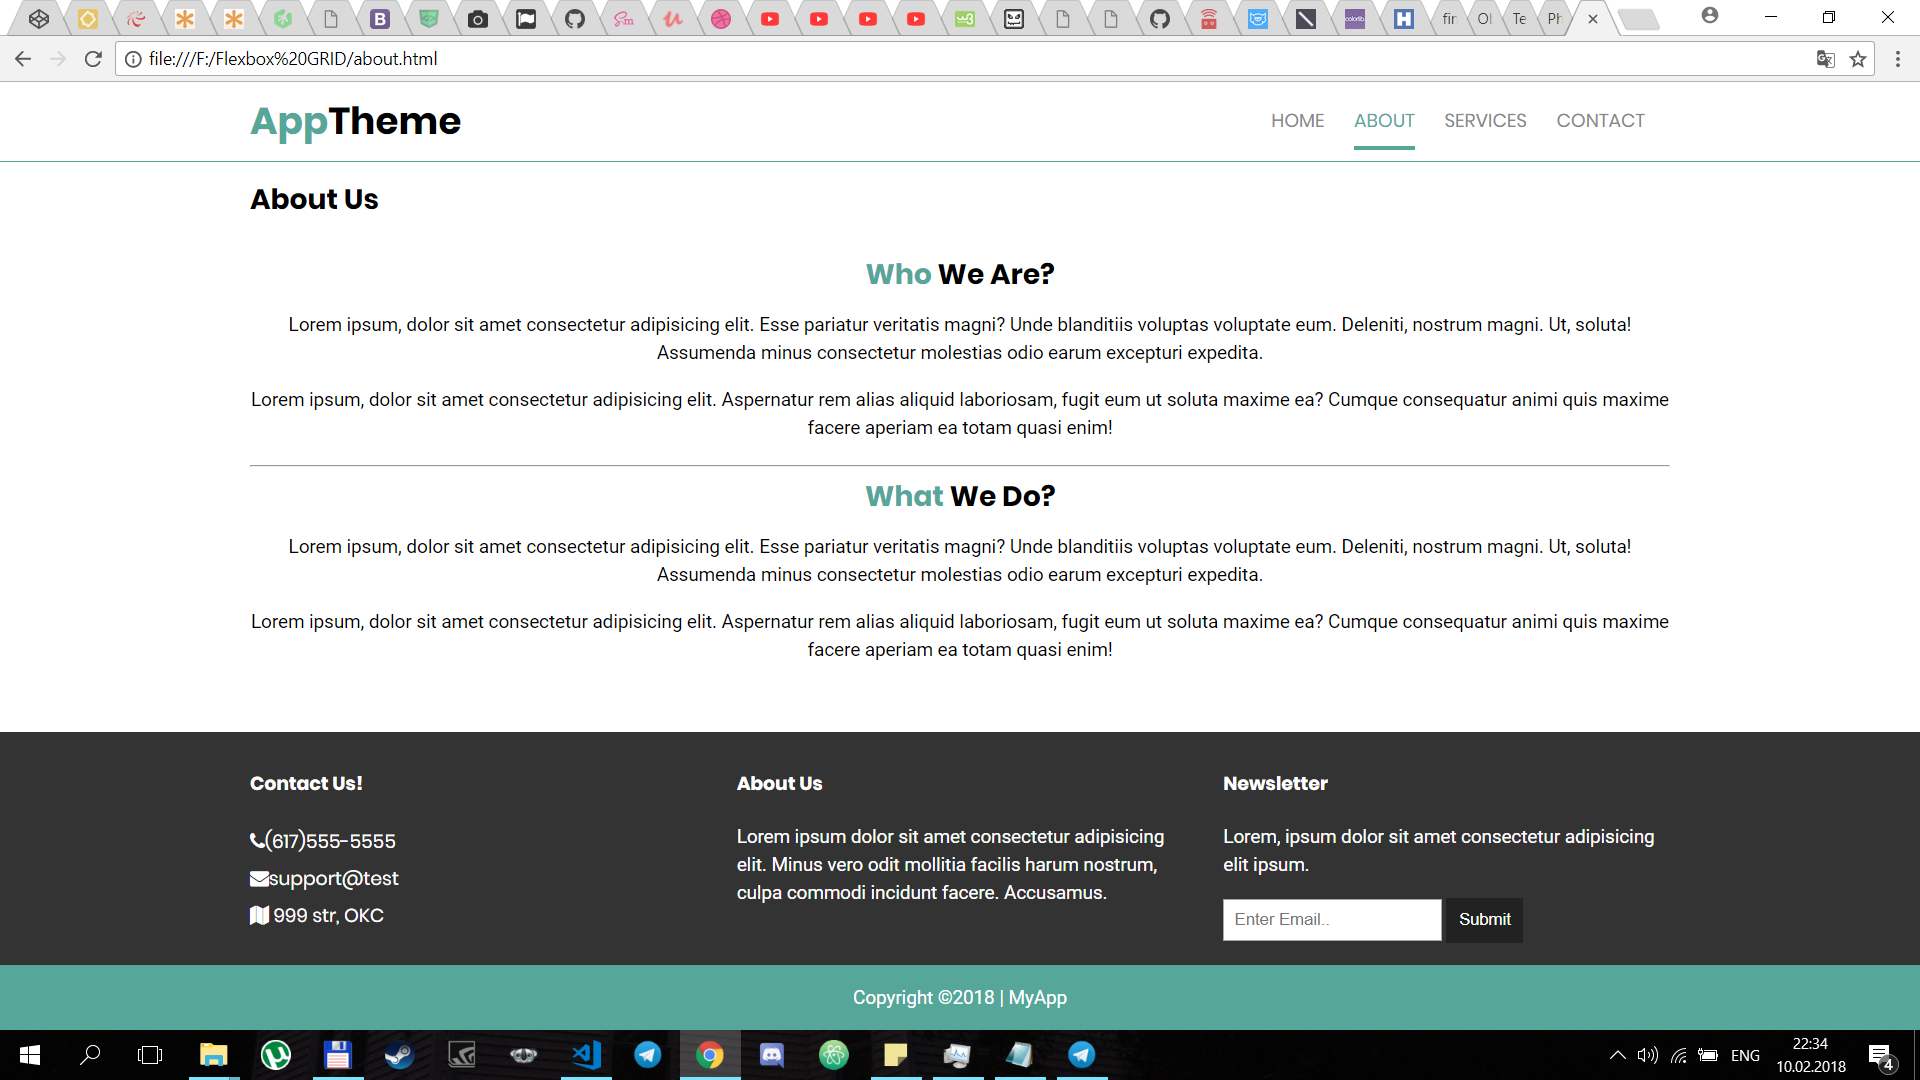 fin
Ol
Te
Ph
file:///F:/Flexbox%20GRID/about.html
AppTheme
HOME ABOUT SERVICES CONTACT
About Us
Who We Are?
Lorem ipsum, dolor sit amet consectetur adipisicing elit. Esse pariatur veritatis magni? Unde blanditiis voluptas voluptate eum. Deleniti, nostrum magni. Ut, soluta!
Assumenda minus consectetur molestias odio earum excepturi expedita.
Lorem ipsum, dolor sit amet consectetur adipisicing elit. Aspernatur rem alias aliquid laboriosam, fugit eum ut soluta maxime ea? Cumque consequatur animi quis maxime
facere aperiam ea totam quasi enim!
What We Do?
Lorem ipsum, dolor sit amet consectetur adipisicing elit. Esse pariatur veritatis magni? Unde blanditiis voluptas voluptate eum. Deleniti, nostrum magni. Ut, soluta!
Assumenda minus consectetur molestias odio earum excepturi expedita.
Lorem ipsum, dolor sit amet consectetur adipisicing elit. Aspernatur rem alias aliquid laboriosam, fugit eum ut soluta maxime ea? Cumque consequatur animi quis maxime
facere aperiam ea totam quasi enim!
Contact Us!
(617)555-5555
support@test
999 str, OKC
About Us
Lorem ipsum dolor sit amet consectetur adipisicing
elit. Minus vero odit mollitia facilis harum nostrum,
culpa commodi incidunt facere. Accusamus.
Newsletter
Lorem, ipsum dolor sit amet consectetur adipisicing
elit ipsum.
Enter Email.. Submit
Copyright ©2018 | MyApp
ENG
22:34
10.02.2018
4